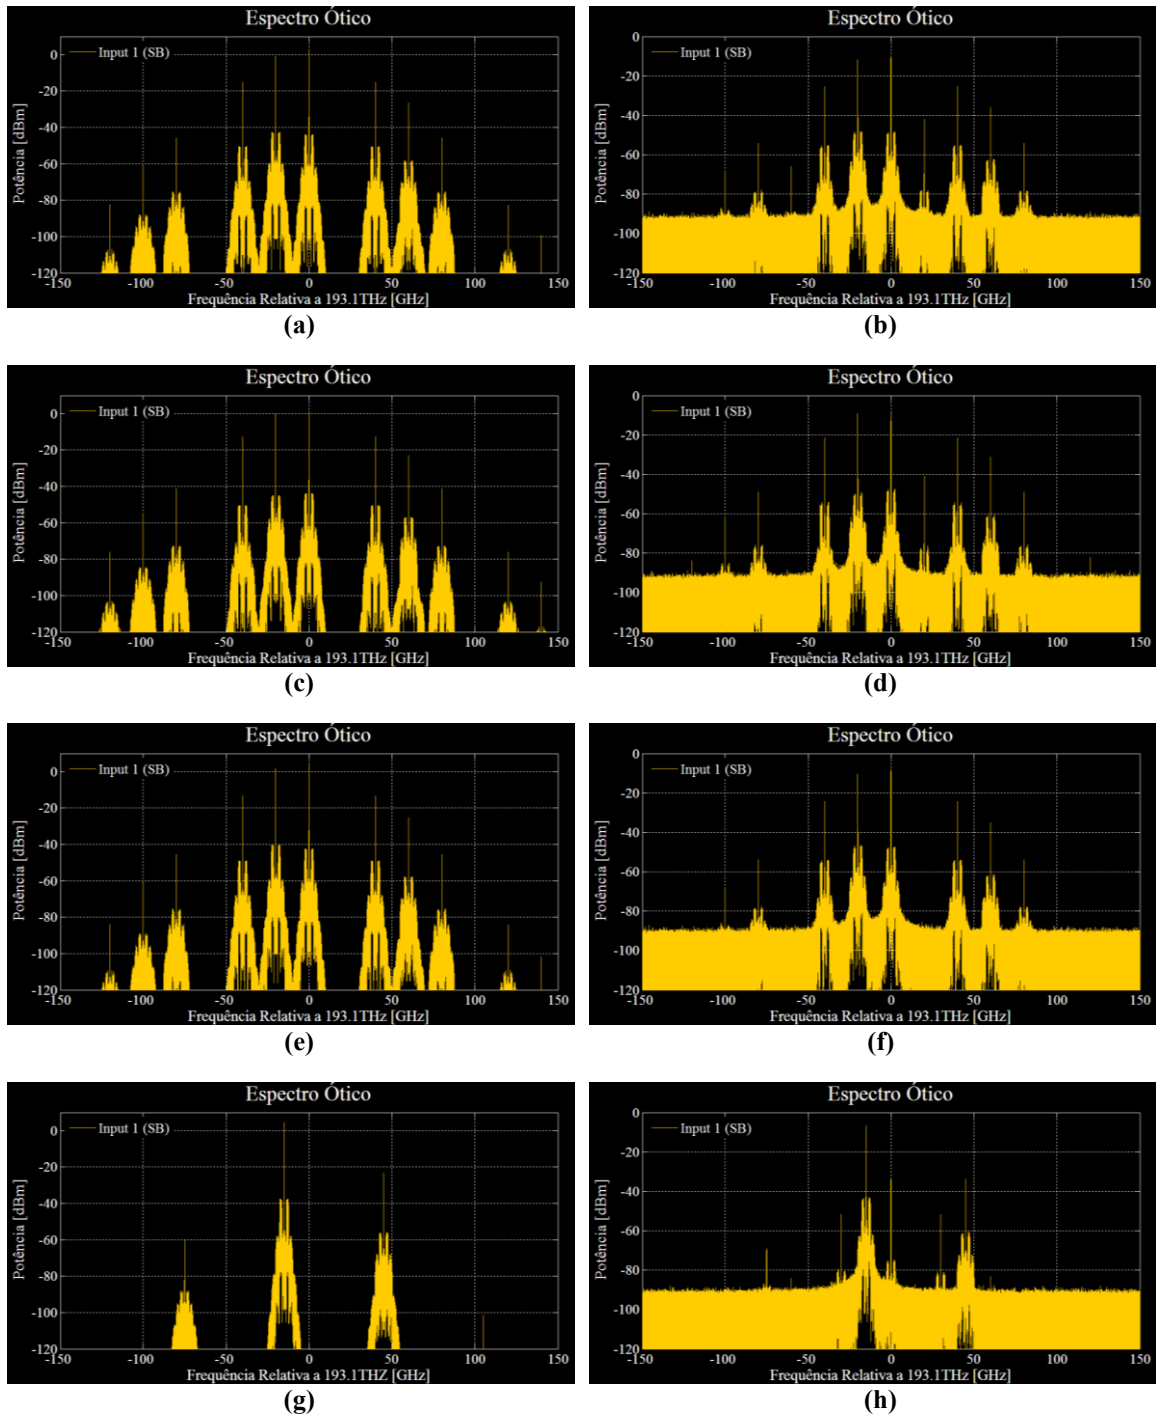 Espectro Ótico
Input 1 (SB)
Potência [dBm]
0
-20
-40
-60
-80
-100
-120
-150 -100 -50 0 50 100 150
Frequência Relativa a 193.1THz [GHz]
(a)
Espectro Ótico
Input 1 (SB)
Potência [dBm]
0
-20
-40
-60
-80
-100
-120
-150 -100 -50 0 50 100 150
Frequência Relativa a 193.1THz [GHz]
(b)
Espectro Ótico
Input 1 (SB)
Potência [dBm]
0
-20
-40
-60
-80
-100
-120
-150 -100 -50 0 50 100 150
Frequência Relativa a 193.1THz [GHz]
(c)
Espectro Ótico
Input 1 (SB)
Potência [dBm]
0
-20
-40
-60
-80
-100
-120
-150 -100 -50 0 50 100 150
Frequência Relativa a 193.1THz [GHz]
(d)
Espectro Ótico
Input 1 (SB)
Potência [dBm]
0
-20
-40
-60
-80
-100
-120
-150 -100 -50 0 50 100 150
Frequência Relativa a 193.1THz [GHz]
(e)
Espectro Ótico
Input 1 (SB)
Potência [dBm]
0
-20
-40
-60
-80
-100
-120
-150 -100 -50 0 50 100 150
Frequência Relativa a 193.1THz [GHz]
(f)
Espectro Ótico
Input 1 (SB)
Potência [dBm]
0
-20
-40
-60
-80
-100
-120
-150 -100 -50 0 50 100 150
Frequência Relativa a 193.1THZ [GHz]
(g)
Espectro Ótico
Input 1 (SB)
Potência [dBm]
0
-20
-40
-60
-80
-100
-120
-150 -100 -50 0 50 100 150
Frequência Relativa a 193.1THz [GHz]
(h)